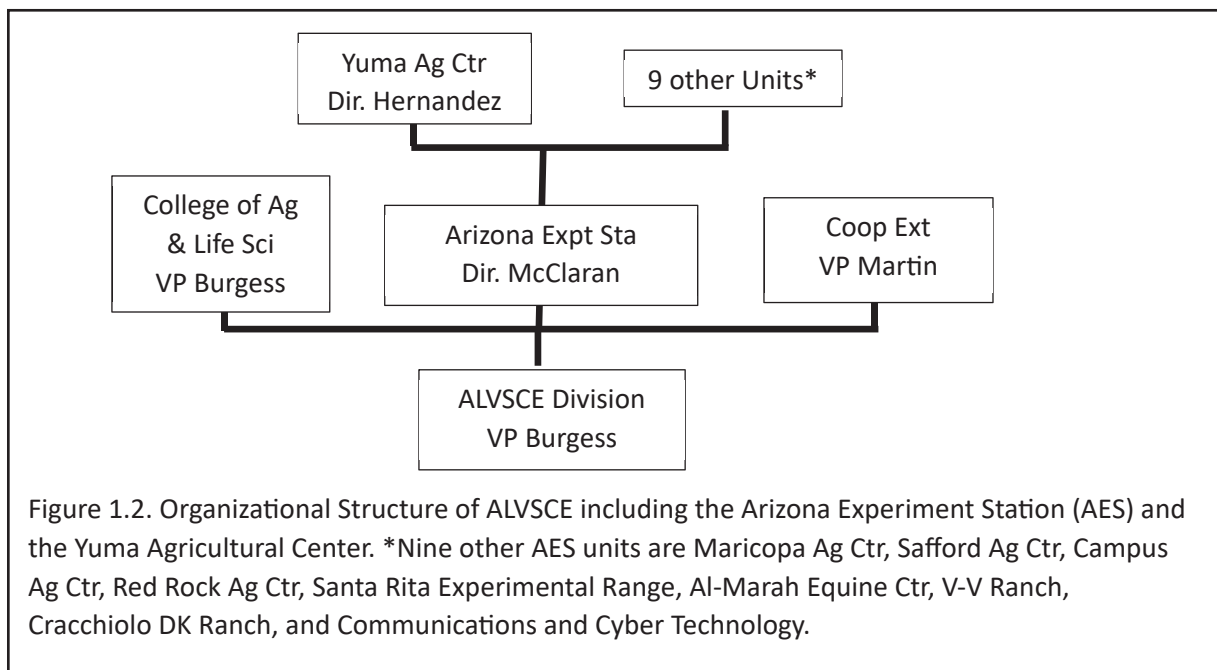 Yuma Ag Ctr
Dir. Hernandez
9 other Units*
College of Ag
& Life Sci
VP Burgess
Arizona Expt Sta
Dir. McClaran
Coop Ext
VP Martin
ALVSCE Division
VP Burgess
Figure 1.2. Organizational Structure of ALVSCE including the Arizona Experiment Station (AES) and
the Yuma Agricultural Center. *Nine other AES units are Maricopa Ag Ctr, Safford Ag Ctr, Campus
Ag Ctr, Red Rock Ag Ctr, Santa Rita Experimental Range, Al-Marah Equine Ctr, V-V Ranch,
Cracchiolo DK Ranch, and Communications and Cyber Technology.